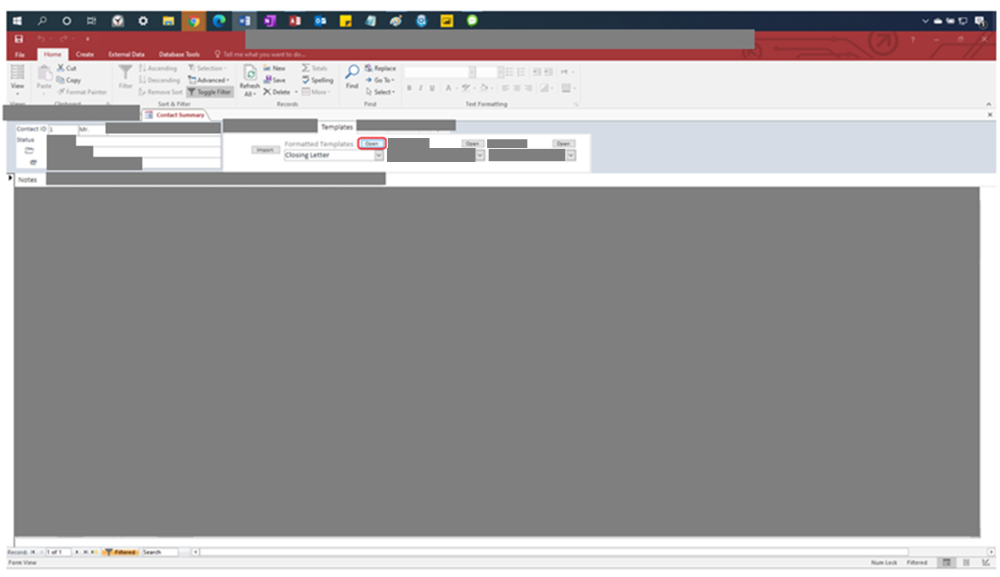 File Home Create External Data Database Tools Tell me what you want to do...
Cut Ascending Selection New Totals Replace
View Paste Copy Filter Descending Advanced Refresh All Save Spelling Find Go To
Format Painter Remove Sort Toggle Filter Delete More Select
Views Clipboard Sort & Filter Records Find Text Formatting
Contact Summary
Contact ID 1 Mr. Templates
Status
Import Formatted Templates Open Open Open
Closing Letter
Notes
Record: 1 of 1 Filtered Search
Form View Num Lock Filtered